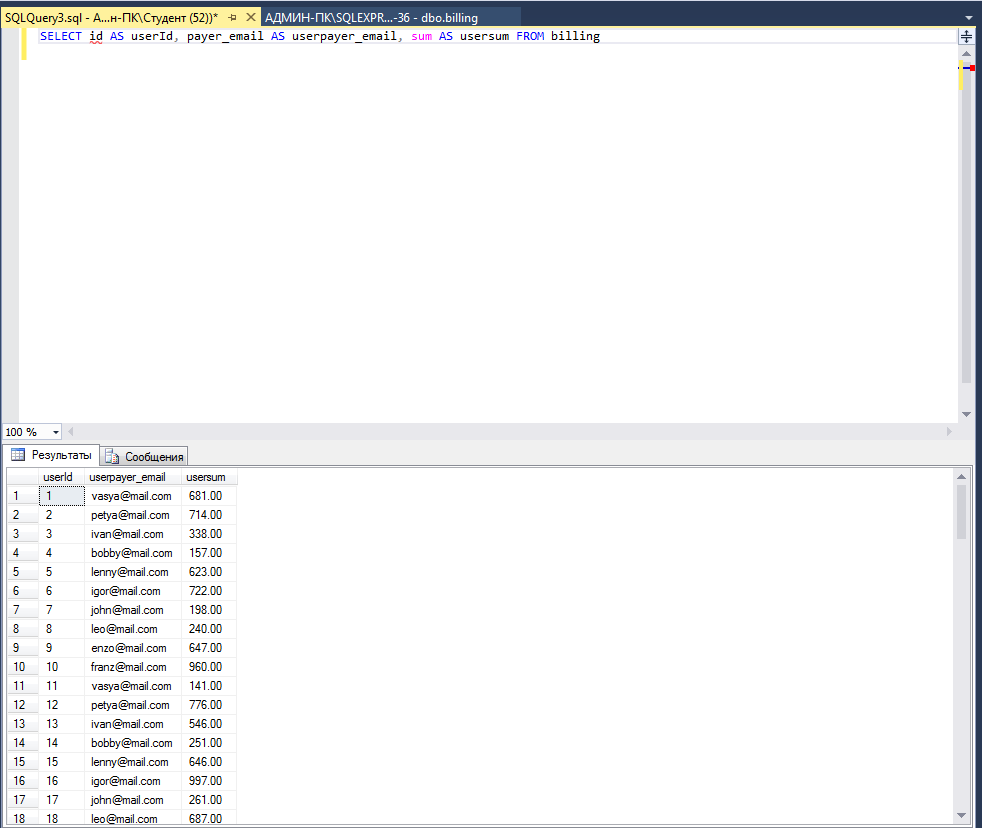 SQLQuery3.sql - А...н-ПК\Студент (52))* АДМИН-ПК\SQLEXPR...-36 - dbo.billing
SELECT id AS userId, payer_email AS userpayer_email, sum AS usersum FROM billing
100 %
Результаты Сообщения
userId userpayer_email usersum
1 1 vasya@mail.com 681.00
2 2 petya@mail.com 714.00
3 3 ivan@mail.com 338.00
4 4 bobby@mail.com 157.00
5 5 lenny@mail.com 623.00
6 6 igor@mail.com 722.00
7 7 john@mail.com 198.00
8 8 leo@mail.com 240.00
9 9 enzo@mail.com 647.00
10 10 franz@mail.com 960.00
11 11 vasya@mail.com 141.00
12 12 petya@mail.com 776.00
13 13 ivan@mail.com 546.00
14 14 bobby@mail.com 251.00
15 15 lenny@mail.com 646.00
16 16 igor@mail.com 997.00
17 17 john@mail.com 261.00
18 18 leo@mail.com 687.00